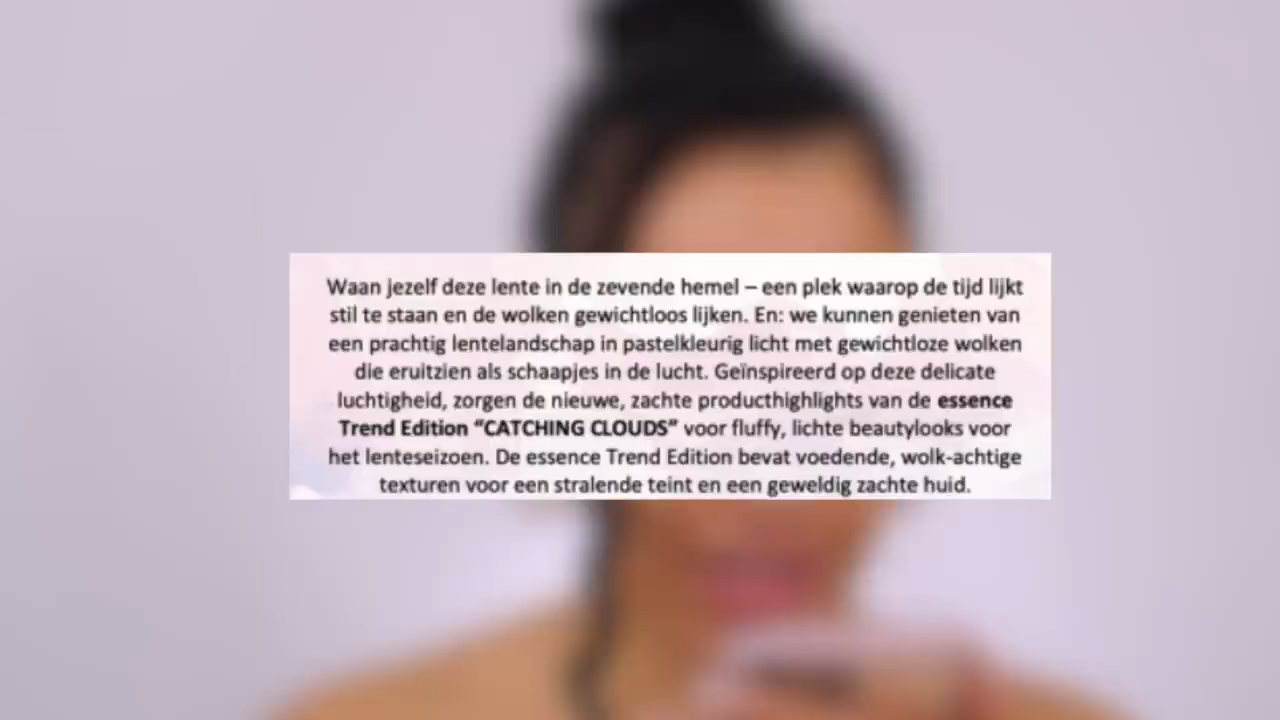 Waan jezelf deze lente in de zevende hemel – een plek waarop de tijd lijkt
stil te staan en de wolken gewichtloos lijken. En: we kunnen genieten van
een prachtig lentelandschap in pastelkleurig licht met gewichtloze wolken
die eruitzien als schaapjes in de lucht. Geïnspireerd op deze delicate
luchtigheid, zorgen de nieuwe, zachte producthighlights van de essence
Trend Edition “CATCHING CLOUDS” voor fluffy, lichte beautylooks voor
het lenteseizoen. De essence Trend Edition bevat voedende, wolk-achtige
texturen voor een stralende teint en een geweldig zachte huid.